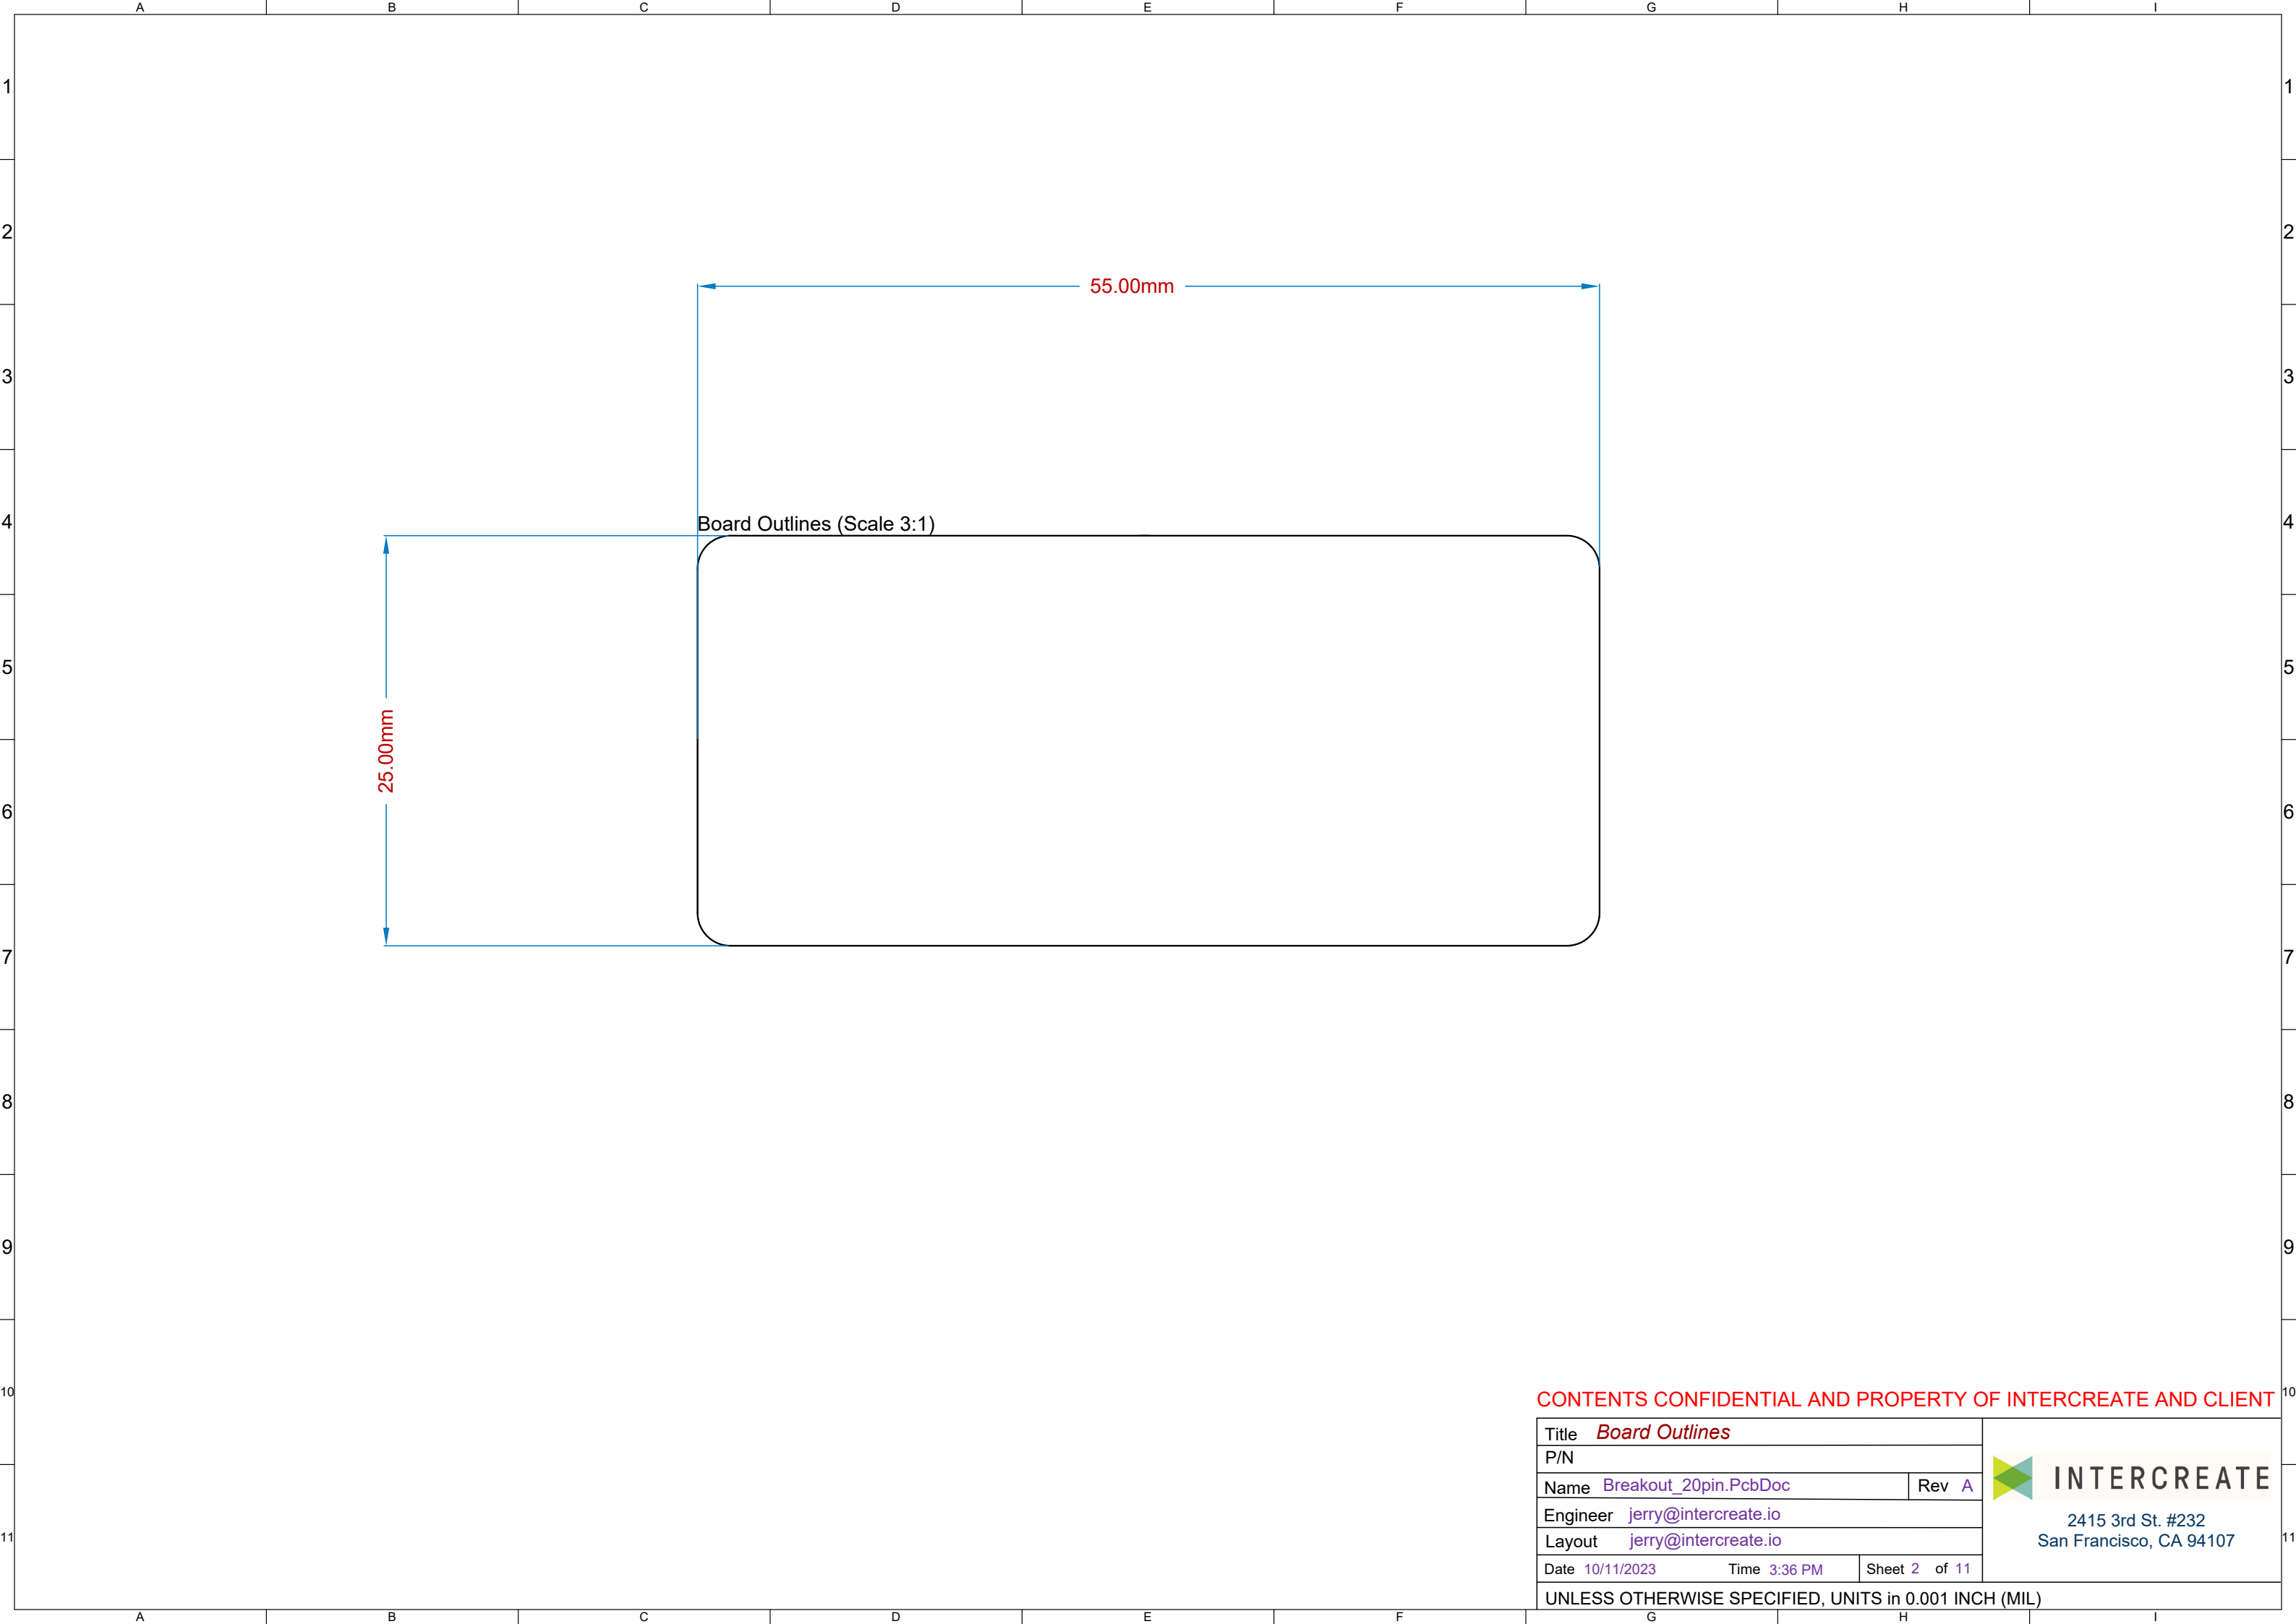 A B C D E F G H I
1 1
2 2
55.00mm
3 3
4 4
Board Outlines (Scale 3:1)
5 5
25.00mm
6 6
7 7
8 8
9 9
10 10
CONTENTS CONFIDENTIAL AND PROPERTY OF INTERCREATE AND CLIENT
Title Board Outlines
P/N
Name Breakout_20pin.PcbDoc Rev A
Engineer jerry@intercreate.io
Layout jerry@intercreate.io
Date 10/11/2023 Time 3:36 PM Sheet 2 of 11
UNLESS OTHERWISE SPECIFIED, UNITS in 0.001 INCH (MIL)
INTERCREATE
2415 3rd St. #232
San Francisco, CA 94107
11 11
A B C D E F G H I